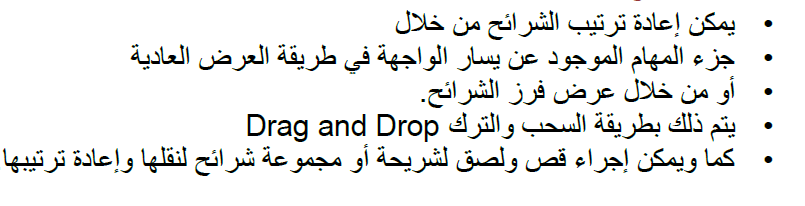 • يمكن إعادة ترتيب الشرائح من خلال
• جزء المهام الموجود عن يسار الواجهة في طريقة العرض العادية
• أو من خلال عرض فرز الشرائح.
• يتم ذلك بطريقة السحب والترك Drag and Drop
• كما ويمكن إجراء قص ولصق لشريحة أو مجموعة شرائح لنقلها وإعادة ترتيبها